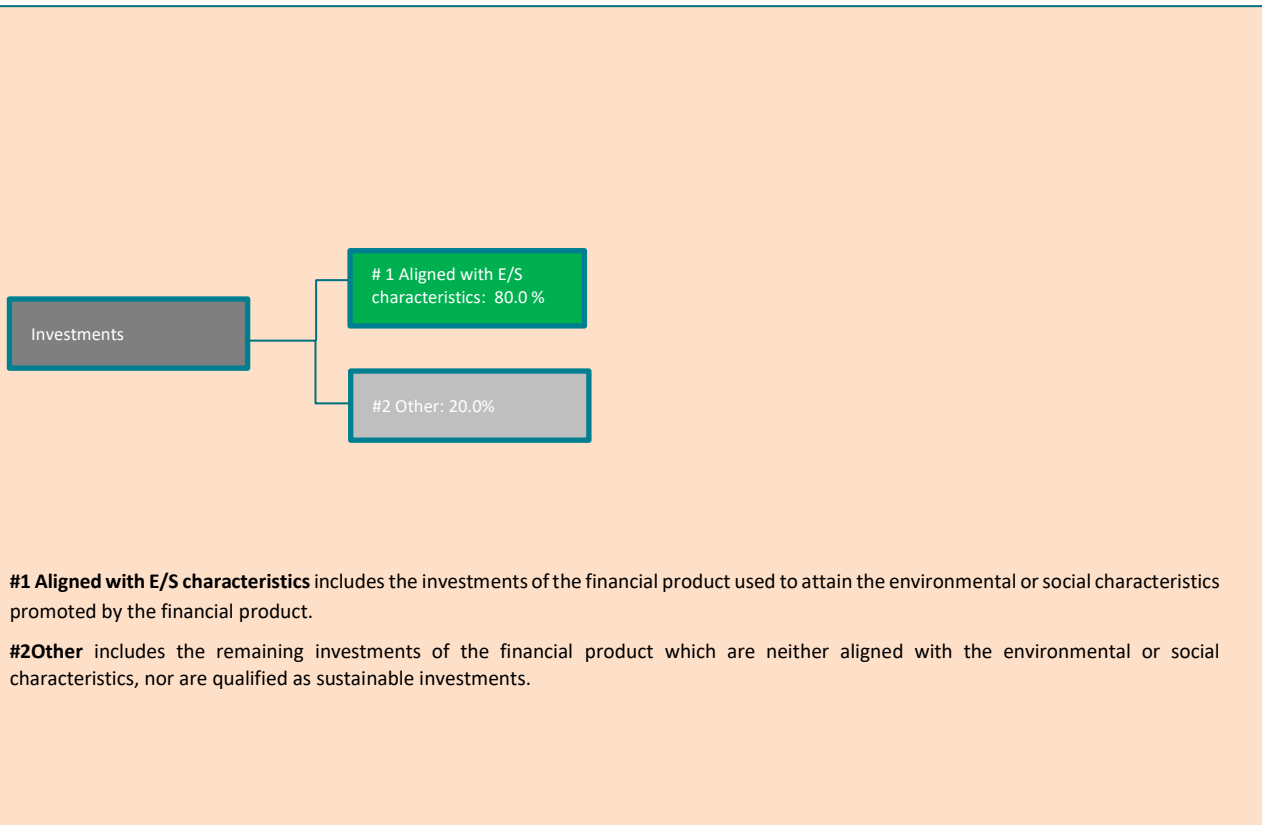 # 1 Aligned with E/S
characteristics: 80.0 %
Investments
#2 Other: 20.0%
#1 Aligned with E/S characteristics includes the investments of the financial product used to attain the environmental or social characteristics
promoted by the financial product.
#2Other includes the remaining investments of the financial product which are neither aligned with the environmental or social
characteristics, nor are qualified as sustainable investments.